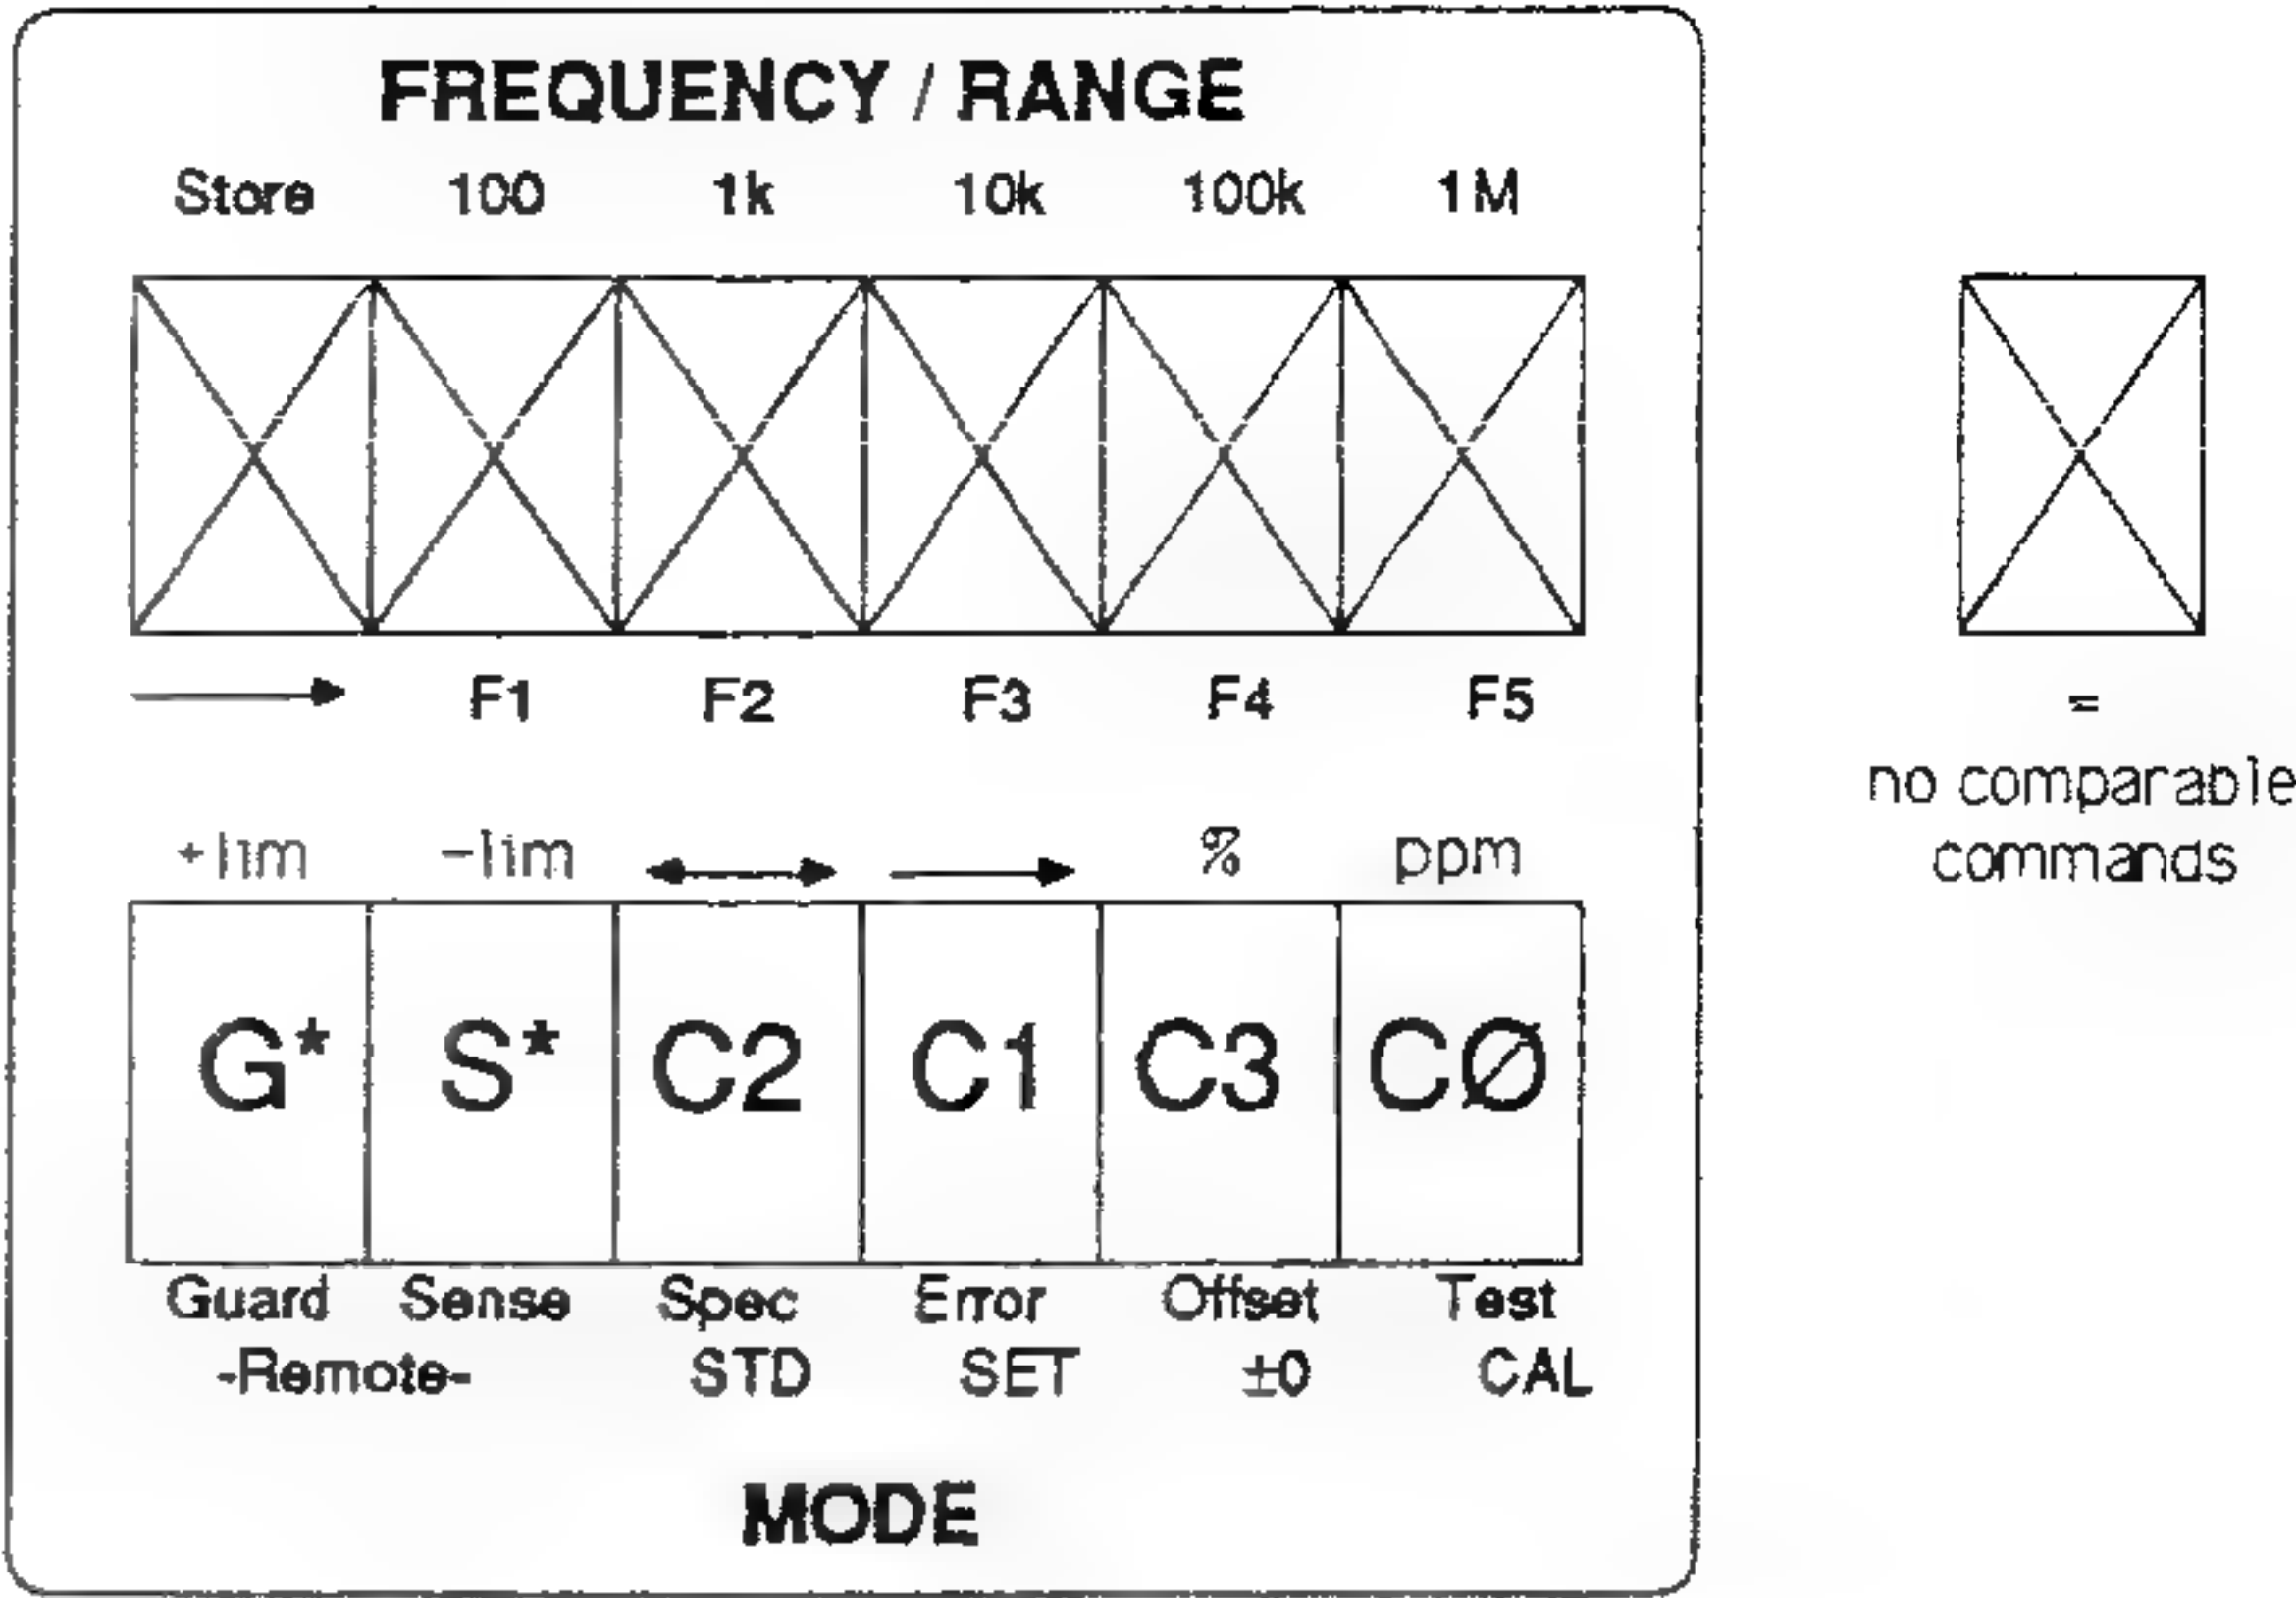 FREQUENCY / RANGE
Store 100 1k 10k 100k 1M
F1 F2 F3 F4 F5
=
no comparable
commands
+lim -lim % ppm
G* S* C2 C1 C3 CØ
Guard Sense Spec Error Offset Test
-Remote- STD SET ±0 CAL
MODE